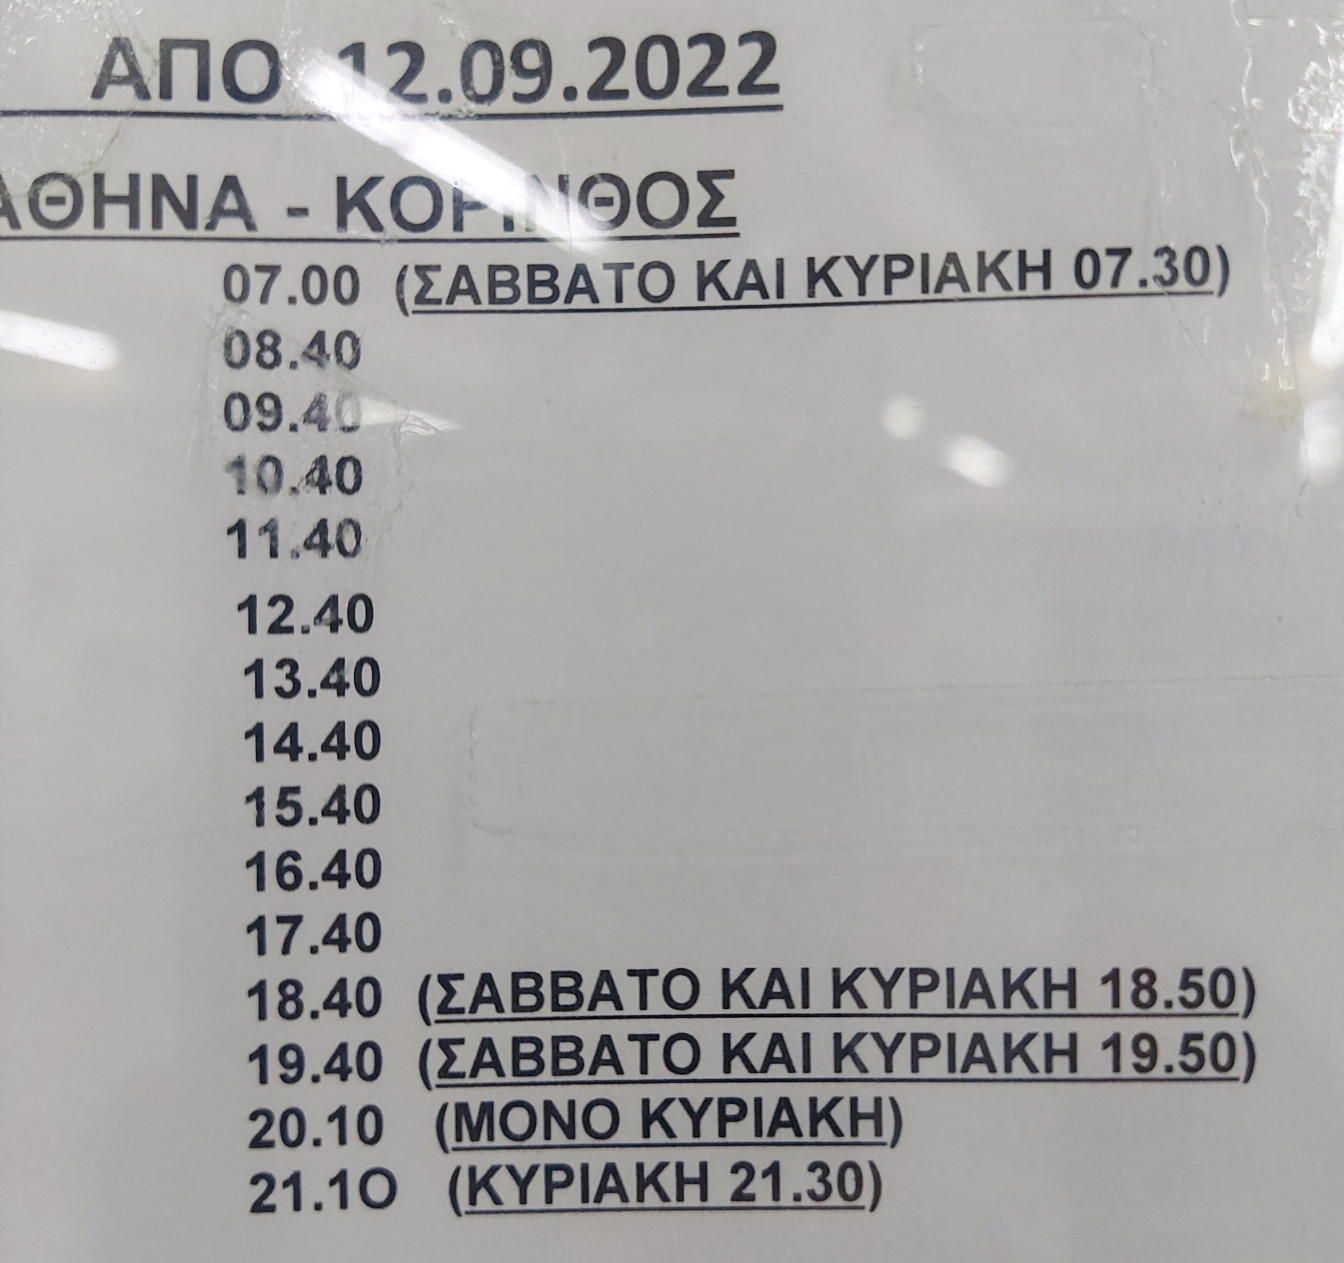 ΑΠΟ 12.09.2022
ΑΘΗΝΑ - ΚΟΡΙΝΘΟΣ
07.00 (ΣΑΒΒΑΤΟ ΚΑΙ ΚΥΡΙΑΚΗ 07.30)
08.40
09.40
10.40
11.40
12.40
13.40
14.40
15.40
16.40
17.40
18.40 (ΣΑΒΒΑΤΟ ΚΑΙ ΚΥΡΙΑΚΗ 18.50)
19.40 (ΣΑΒΒΑΤΟ ΚΑΙ ΚΥΡΙΑΚΗ 19.50)
20.10 (ΜΟΝΟ ΚΥΡΙΑΚΗ)
21.1Ο (ΚΥΡΙΑΚΗ 21.30)